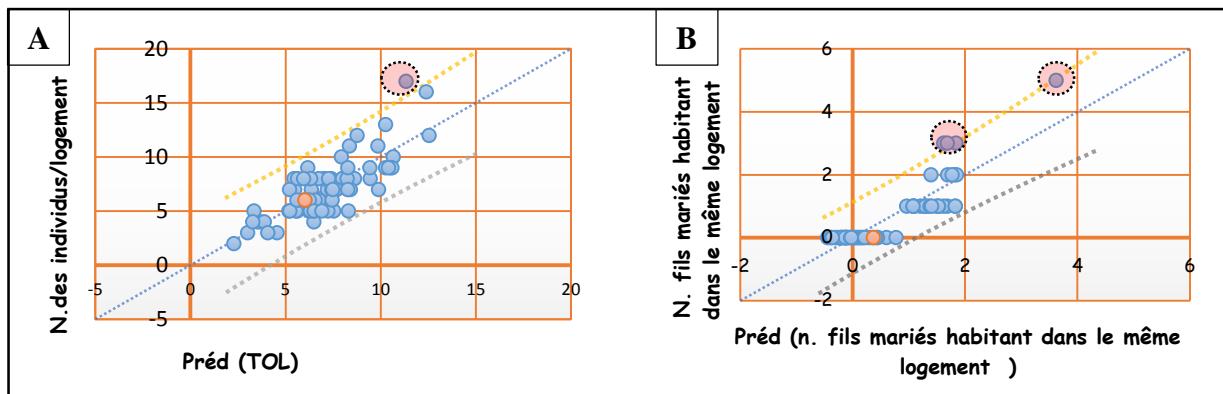 A
N.des individus/logement
20
15
10
5
0
-5
-5
0
5
10
15
20
Préd (TOL)
B
N. fils mariés habitant
dans le même logement
6
4
2
0
-2
-2
0
2
4
6
Préd (n. fils mariés habitant dans le même
logement )